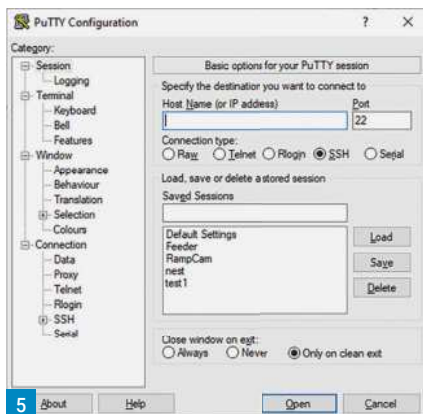 PuTTY Configuration
? ×
Category:
Session
Logging
Terminal
Keyboard
Bell
Features
Window
Appearance
Behaviour
Translation
Selection
Colours
Connection
Data
Proxy
Telnet
Rlogin
SSH
Serial
Basic options for your PuTTY session
Specify the destination you want to connect to
Host Name (or IP address) Port
22
Connection type:
Raw Telnet Rlogin SSH Serial
Load, save or delete a stored session
Saved Sessions
Default Settings
Feeder
RampCam
nest
test1
Load
Save
Delete
Close window on exit:
Always Never Only on clean exit
5 About Help Open Cancel